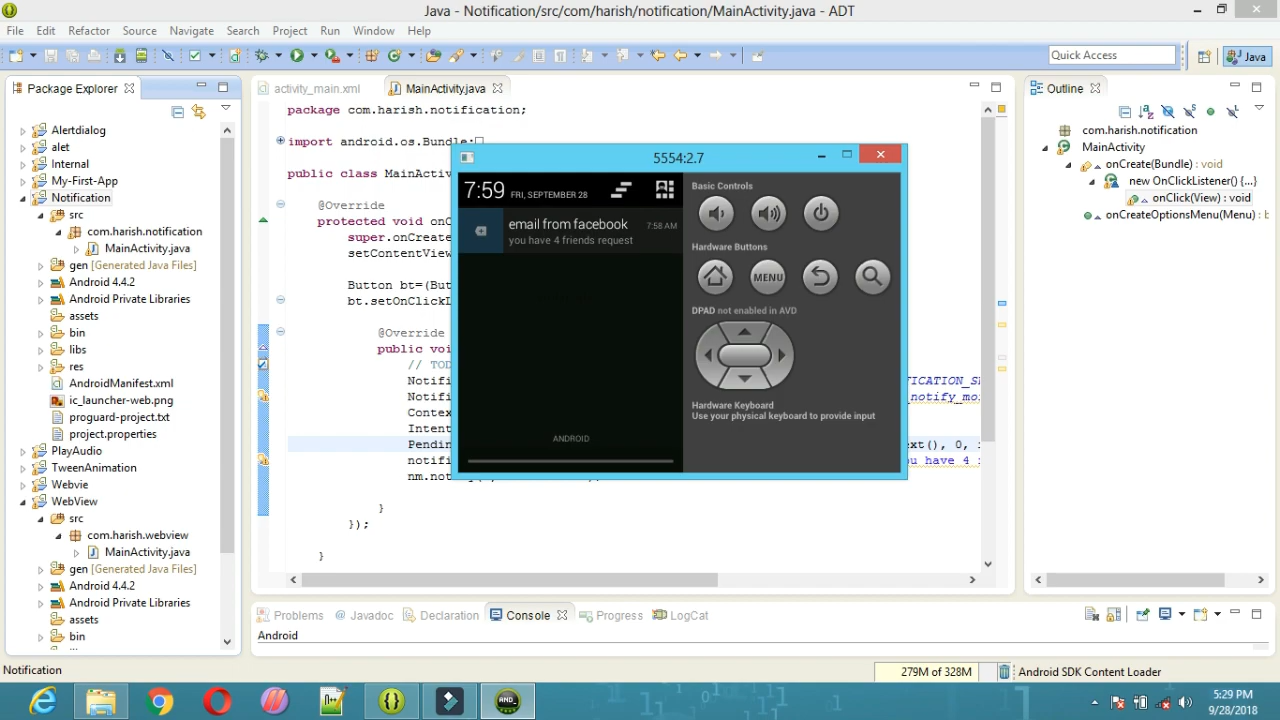 Java - Notification/src/com/harish/notification/MainActivity.java - ADT
File Edit Refactor Source Navigate Search Project Run Window Help
Quick Access
Java
Package Explorer
Alertdialog
alet
Internal
My-First-App
Notification
src
com.harish.notification
MainActivity.java
gen [Generated Java Files]
Android 4.4.2
Android Private Libraries
assets
bin
libs
res
AndroidManifest.xml
ic_launcher-web.png
proguard-project.txt
project.properties
PlayAudio
TweenAnimation
Webvie
WebView
src
com.harish.webview
MainActivity.java
gen [Generated Java Files]
Android 4.4.2
Android Private Libraries
assets
bin
activity_main.xml
MainActivity.java
package com.harish.notification;
import android.os.Bundle;
public class MainActiv
@Override
protected void onC
super.onCreate
setContentView
Button bt=(But
bt.setOnClickL
@Override
public voi
// TOD
Notifi
ICATION_SE
Notifi
_notify_mo
Contex
Intent
Pendin
ext(), 0, i
notifi
ou have 4 f
nm.not
}
});
}
5554:2.7
7:59 FRI, SEPTEMBER 28
email from facebook
7:58 AM
you have 4 friends request
ANDROID
Basic Controls
Hardware Buttons
MENU
DPAD not enabled in AVD
Hardware Keyboard
Use your physical keyboard to provide input
Outline
com.harish.notification
MainActivity
onCreate(Bundle) : void
new OnClickListener() {...}
onClick(View) : void
onCreateOptionsMenu(Menu) : b
Problems
@ Javadoc
Declaration
Console
Progress
LogCat
Android
Notification
279M of 328M
Android SDK Content Loader
AND
5:29 PM
9/28/2018